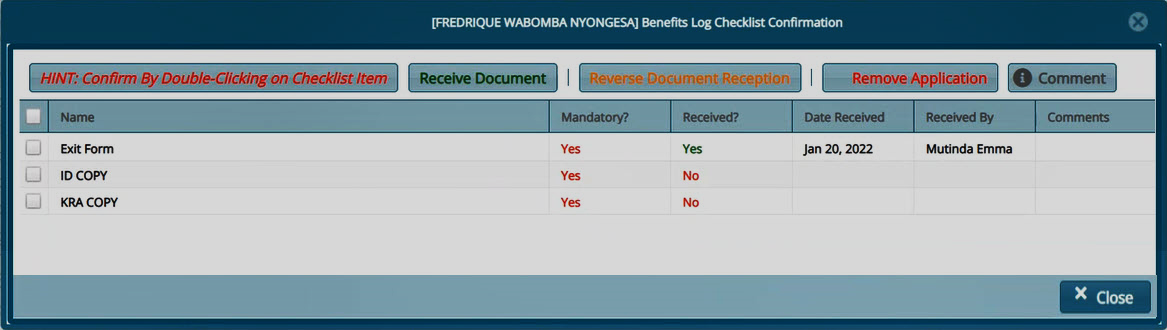 [FREDRIQUE WABOMBA NYONGESA] Benefits Log Checklist Confirmation
HINT: Confirm By Double-Clicking on Checklist Item | Receive Document | Reverse Document Reception | Remove Application | Comment
Name Mandatory? Received? Date Received Received By Comments
Exit Form Yes Yes Jan 20, 2022 Mutinda Emma
ID COPY Yes No
KRA COPY Yes No
Close